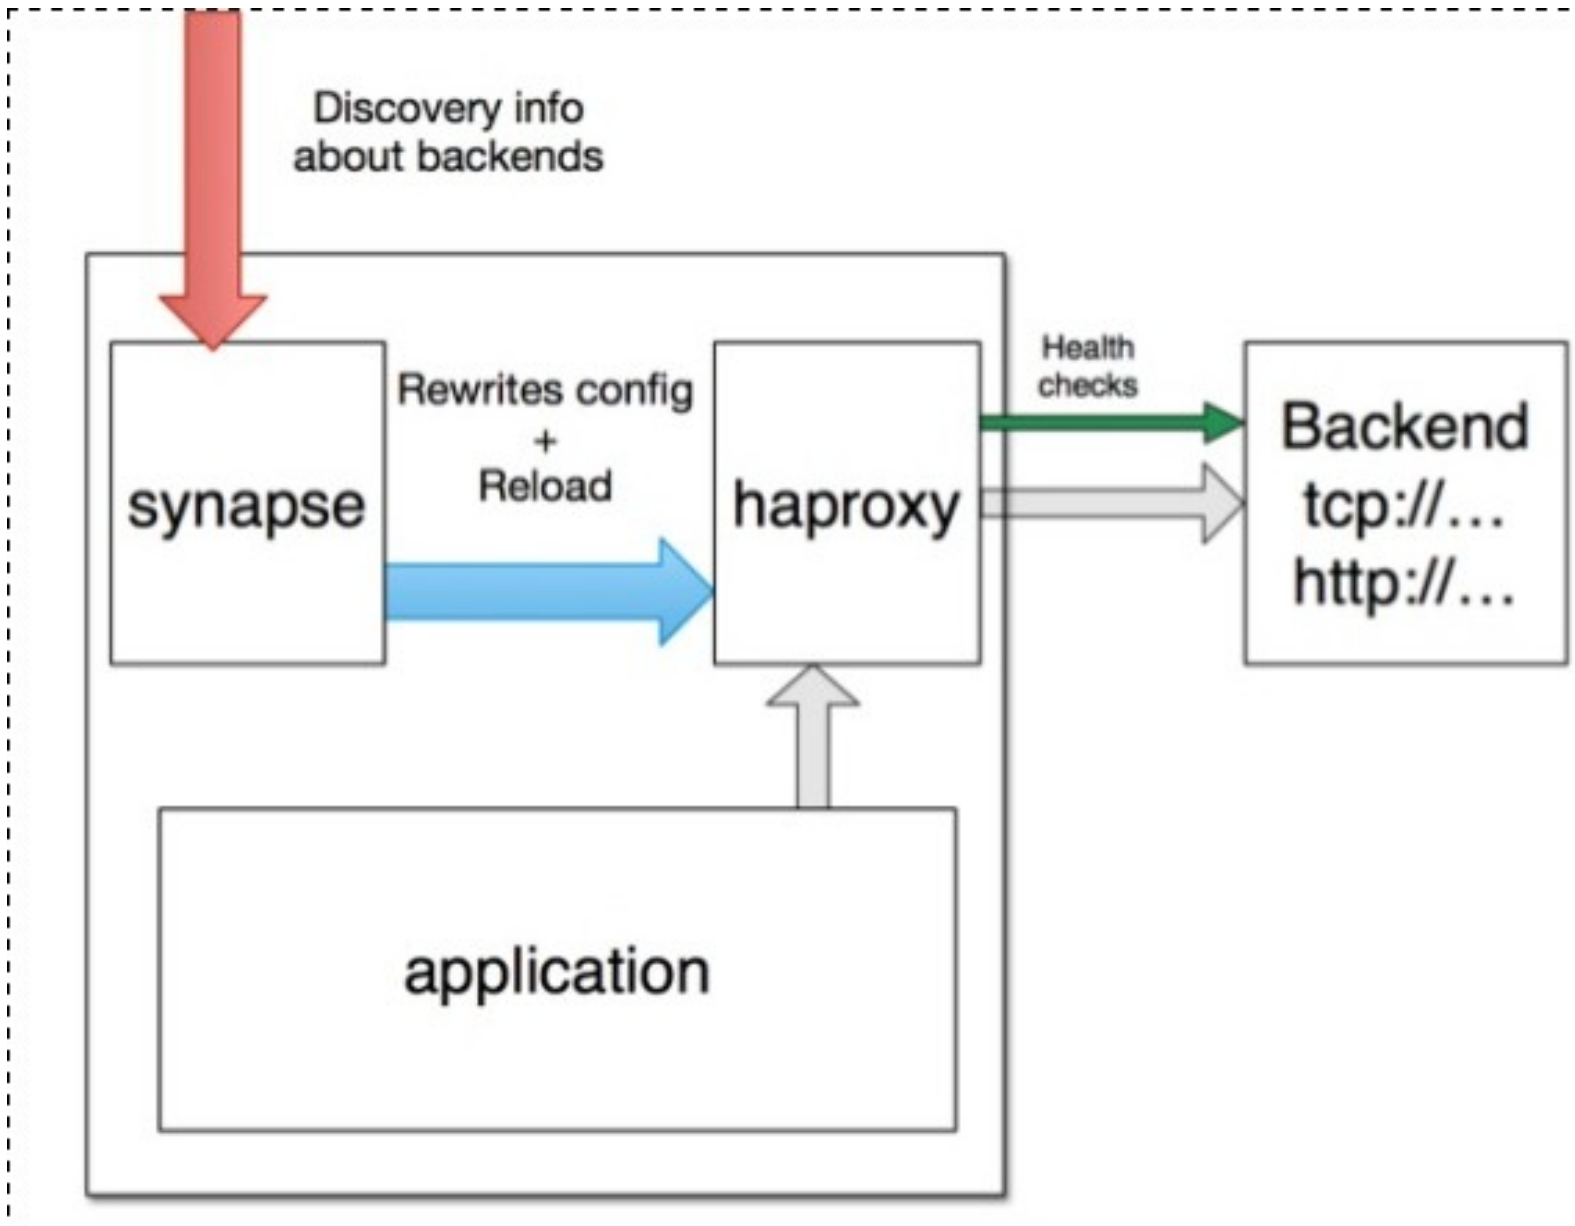 Discovery info
about backends
synapse
Rewrites config
+
Reload
haproxy
Health
checks
Backend
tcp://...
http://...
application